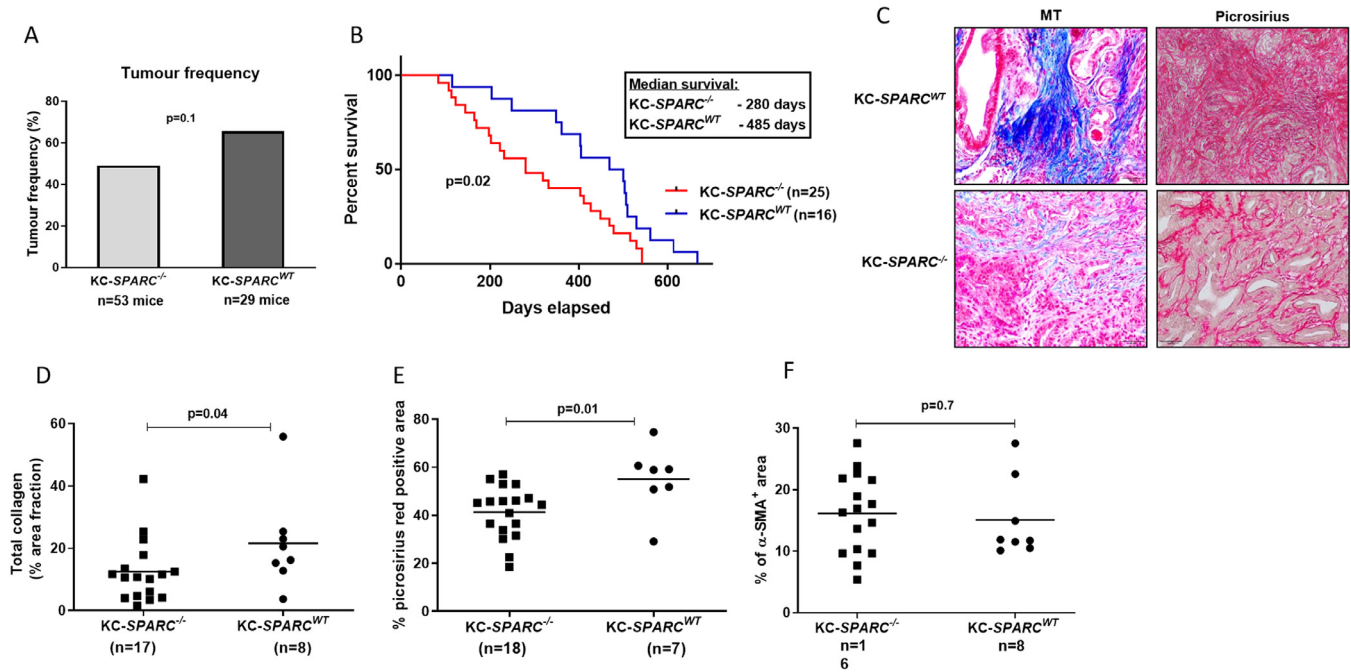 A
Tumour frequency
Tumour frequency (%)
80
60
40
20
0
p=0.1
KC-SPARC-/-
KC-SPARCWT
n=53 mice
n=29 mice
B
Percent survival
100
50
0
0
200
400
600
Days elapsed
p=0.02
Median survival:
KC-SPARC-/- - 280 days
KC-SPARCWT - 485 days
KC-SPARC-/- (n=25)
KC-SPARCWT (n=16)
C
MT
Picrosirius
KC-SPARCWT
KC-SPARC-/-
D
Total collagen
(% area fraction)
60
40
20
0
p=0.04
KC-SPARC-/-
KC-SPARCWT
(n=17)
(n=8)
E
% picrosirius red positive area
80
60
40
20
0
p=0.01
KC-SPARC-/-
KC-SPARCWT
(n=18)
(n=7)
F
% of α-SMA+ area
30
20
10
0
p=0.7
KC-SPARC-/-
KC-SPARCWT
n=1
6
n=8